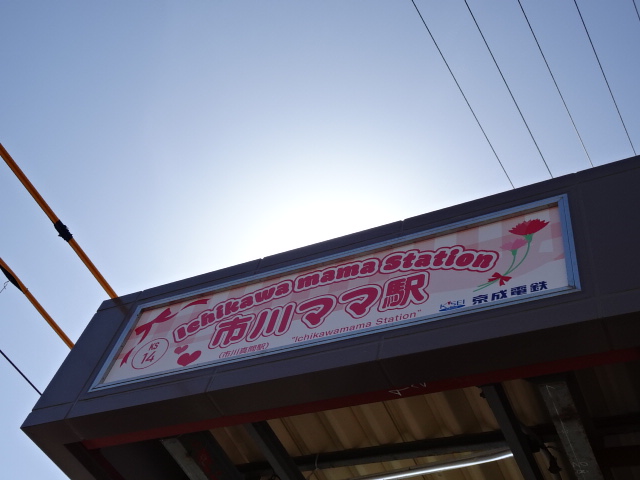 Ichikawa mama Station
KS
14
市川ママ駅
(市川真間駅)
"Ichikawamama Station"
KEISEI 京成電鉄